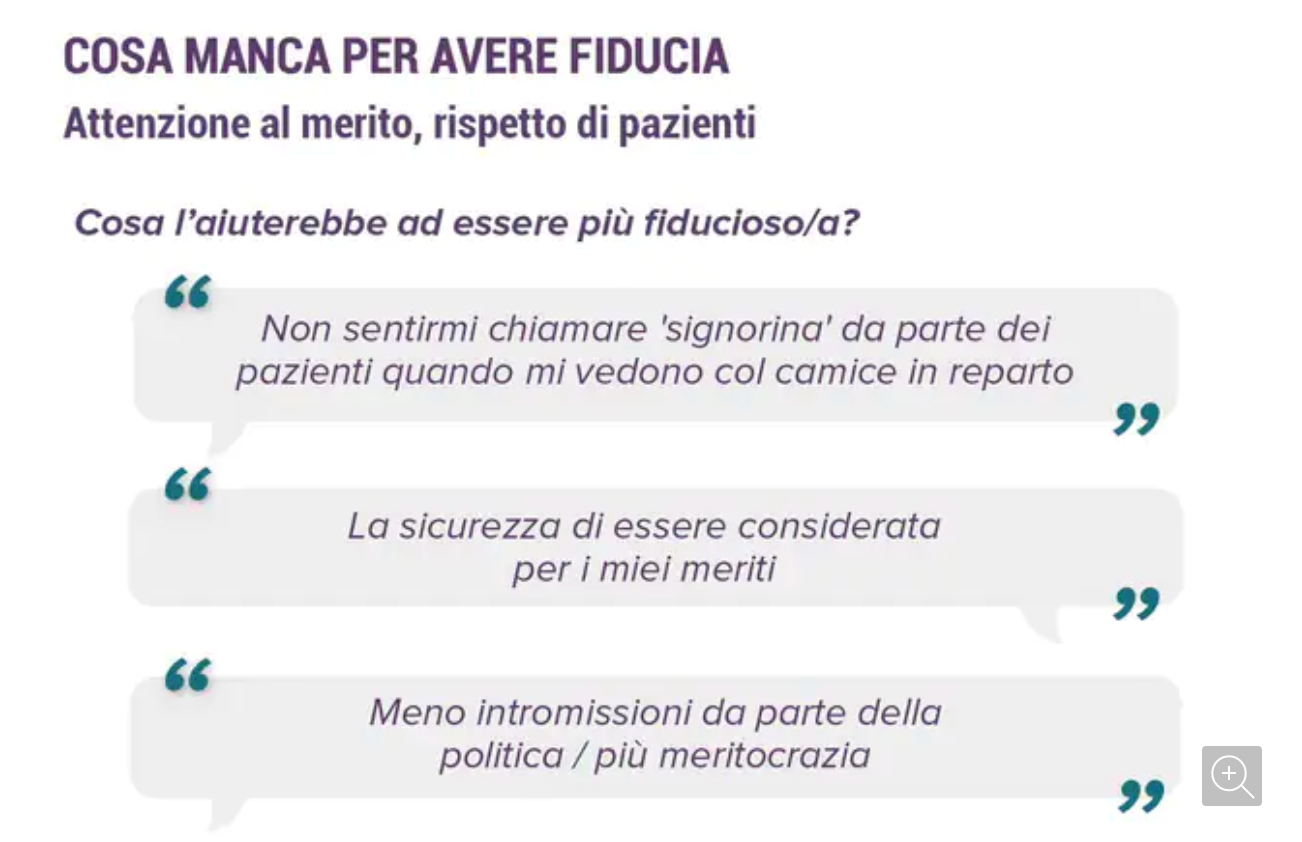 COSA MANCA PER AVERE FIDUCIA
Attenzione al merito, rispetto di pazienti
Cosa l’aiuterebbe ad essere più fiducioso/a?
“
Non sentirmi chiamare 'signorina' da parte dei
pazienti quando mi vedono col camice in reparto
”
“
La sicurezza di essere considerata
per i miei meriti
”
“
Meno intromissioni da parte della
politica / più meritocrazia
”